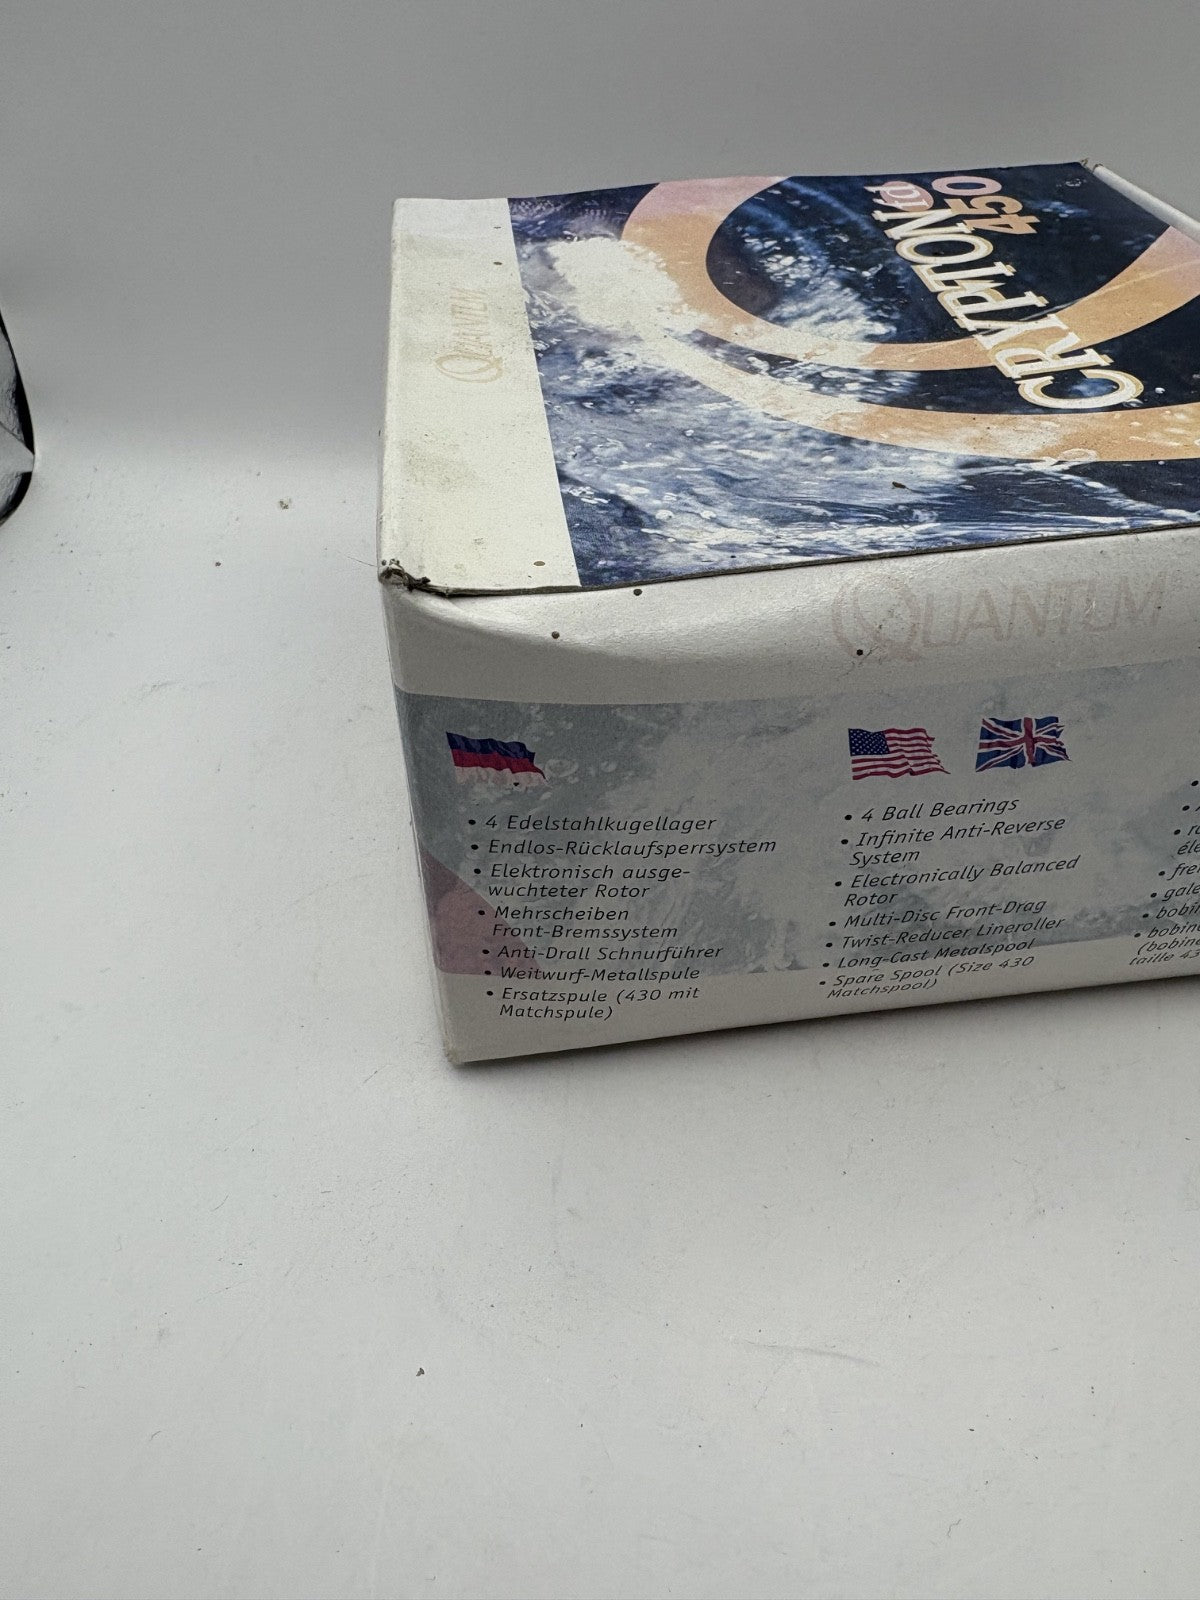 QUANTUM
CRYPTON id
450
QUANTUM
• 4 Edelstahlkugellager
• Endlos-Rücklaufsperrsystem
• Elektronisch ausge-
wuchteter Rotor
• Mehrscheiben
Front-Bremssystem
• Anti-Drall Schnurführer
• Weitwurf-Metallspule
• Ersatzspule (430 mit
Matchspule)
• 4 Ball Bearings
• Infinite Anti-Reverse
System
• Electronically Balanced
Rotor
• Multi-Disc Front-Drag
• Twist-Reducer Lineroller
• Long-Cast Metalspool
• Spare Spool (Size 430
Matchspool)